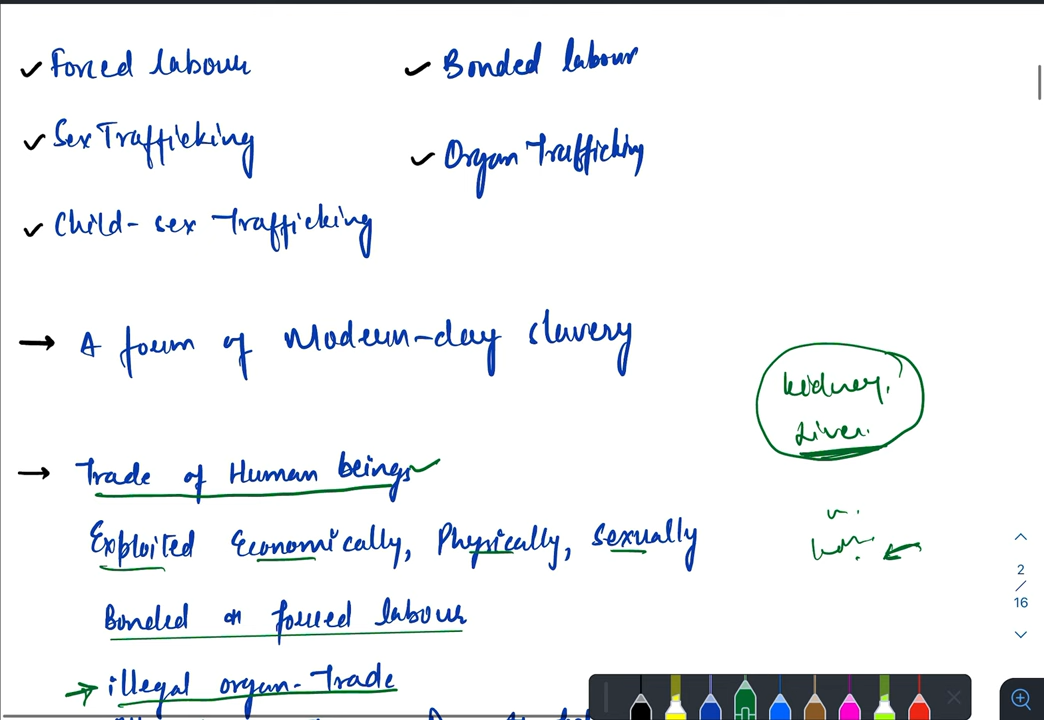 Forced labour
Bonded labour
Sex Trafficking
Organ Trafficking
Child-sex Trafficking
→ A form of Modern-day slavery
kidney,
Liver.
→ Trade of Human beings
Exploited Economically, Physically, Sexually
Bonded or forced labour
→ illegal organ-Trade
2
/
16